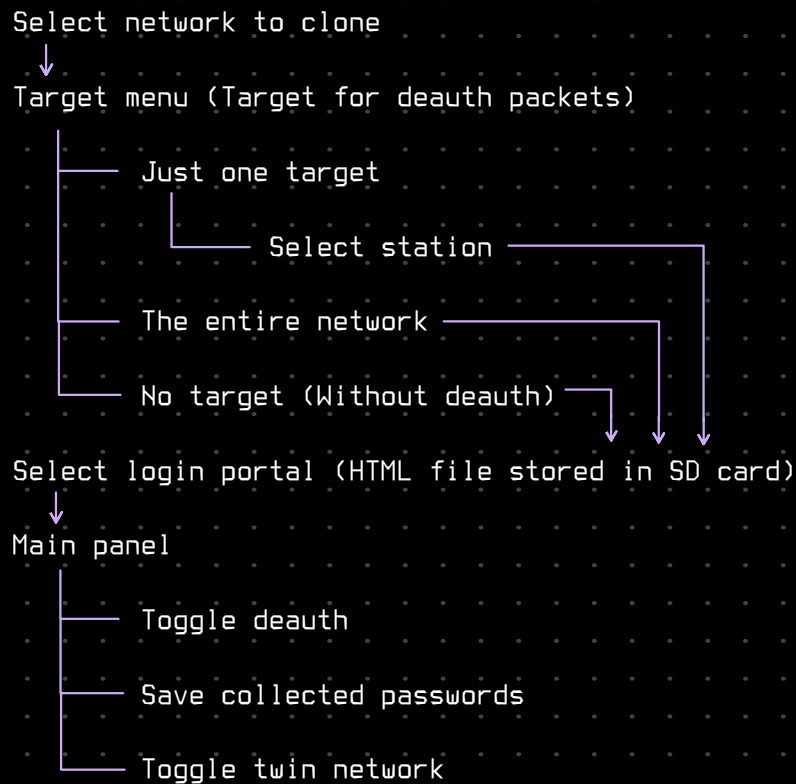 Select network to clone
Target menu (Target for deauth packets)
Just one target
Select station
The entire network
No target (Without deauth)
Select login portal (HTML file stored in SD card)
Main panel
Toggle deauth
Save collected passwords
Toggle twin network